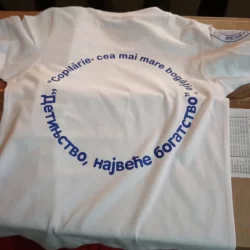 "Copilărie- cea mai mare bogăție"
„Детињство, највеће богатство”